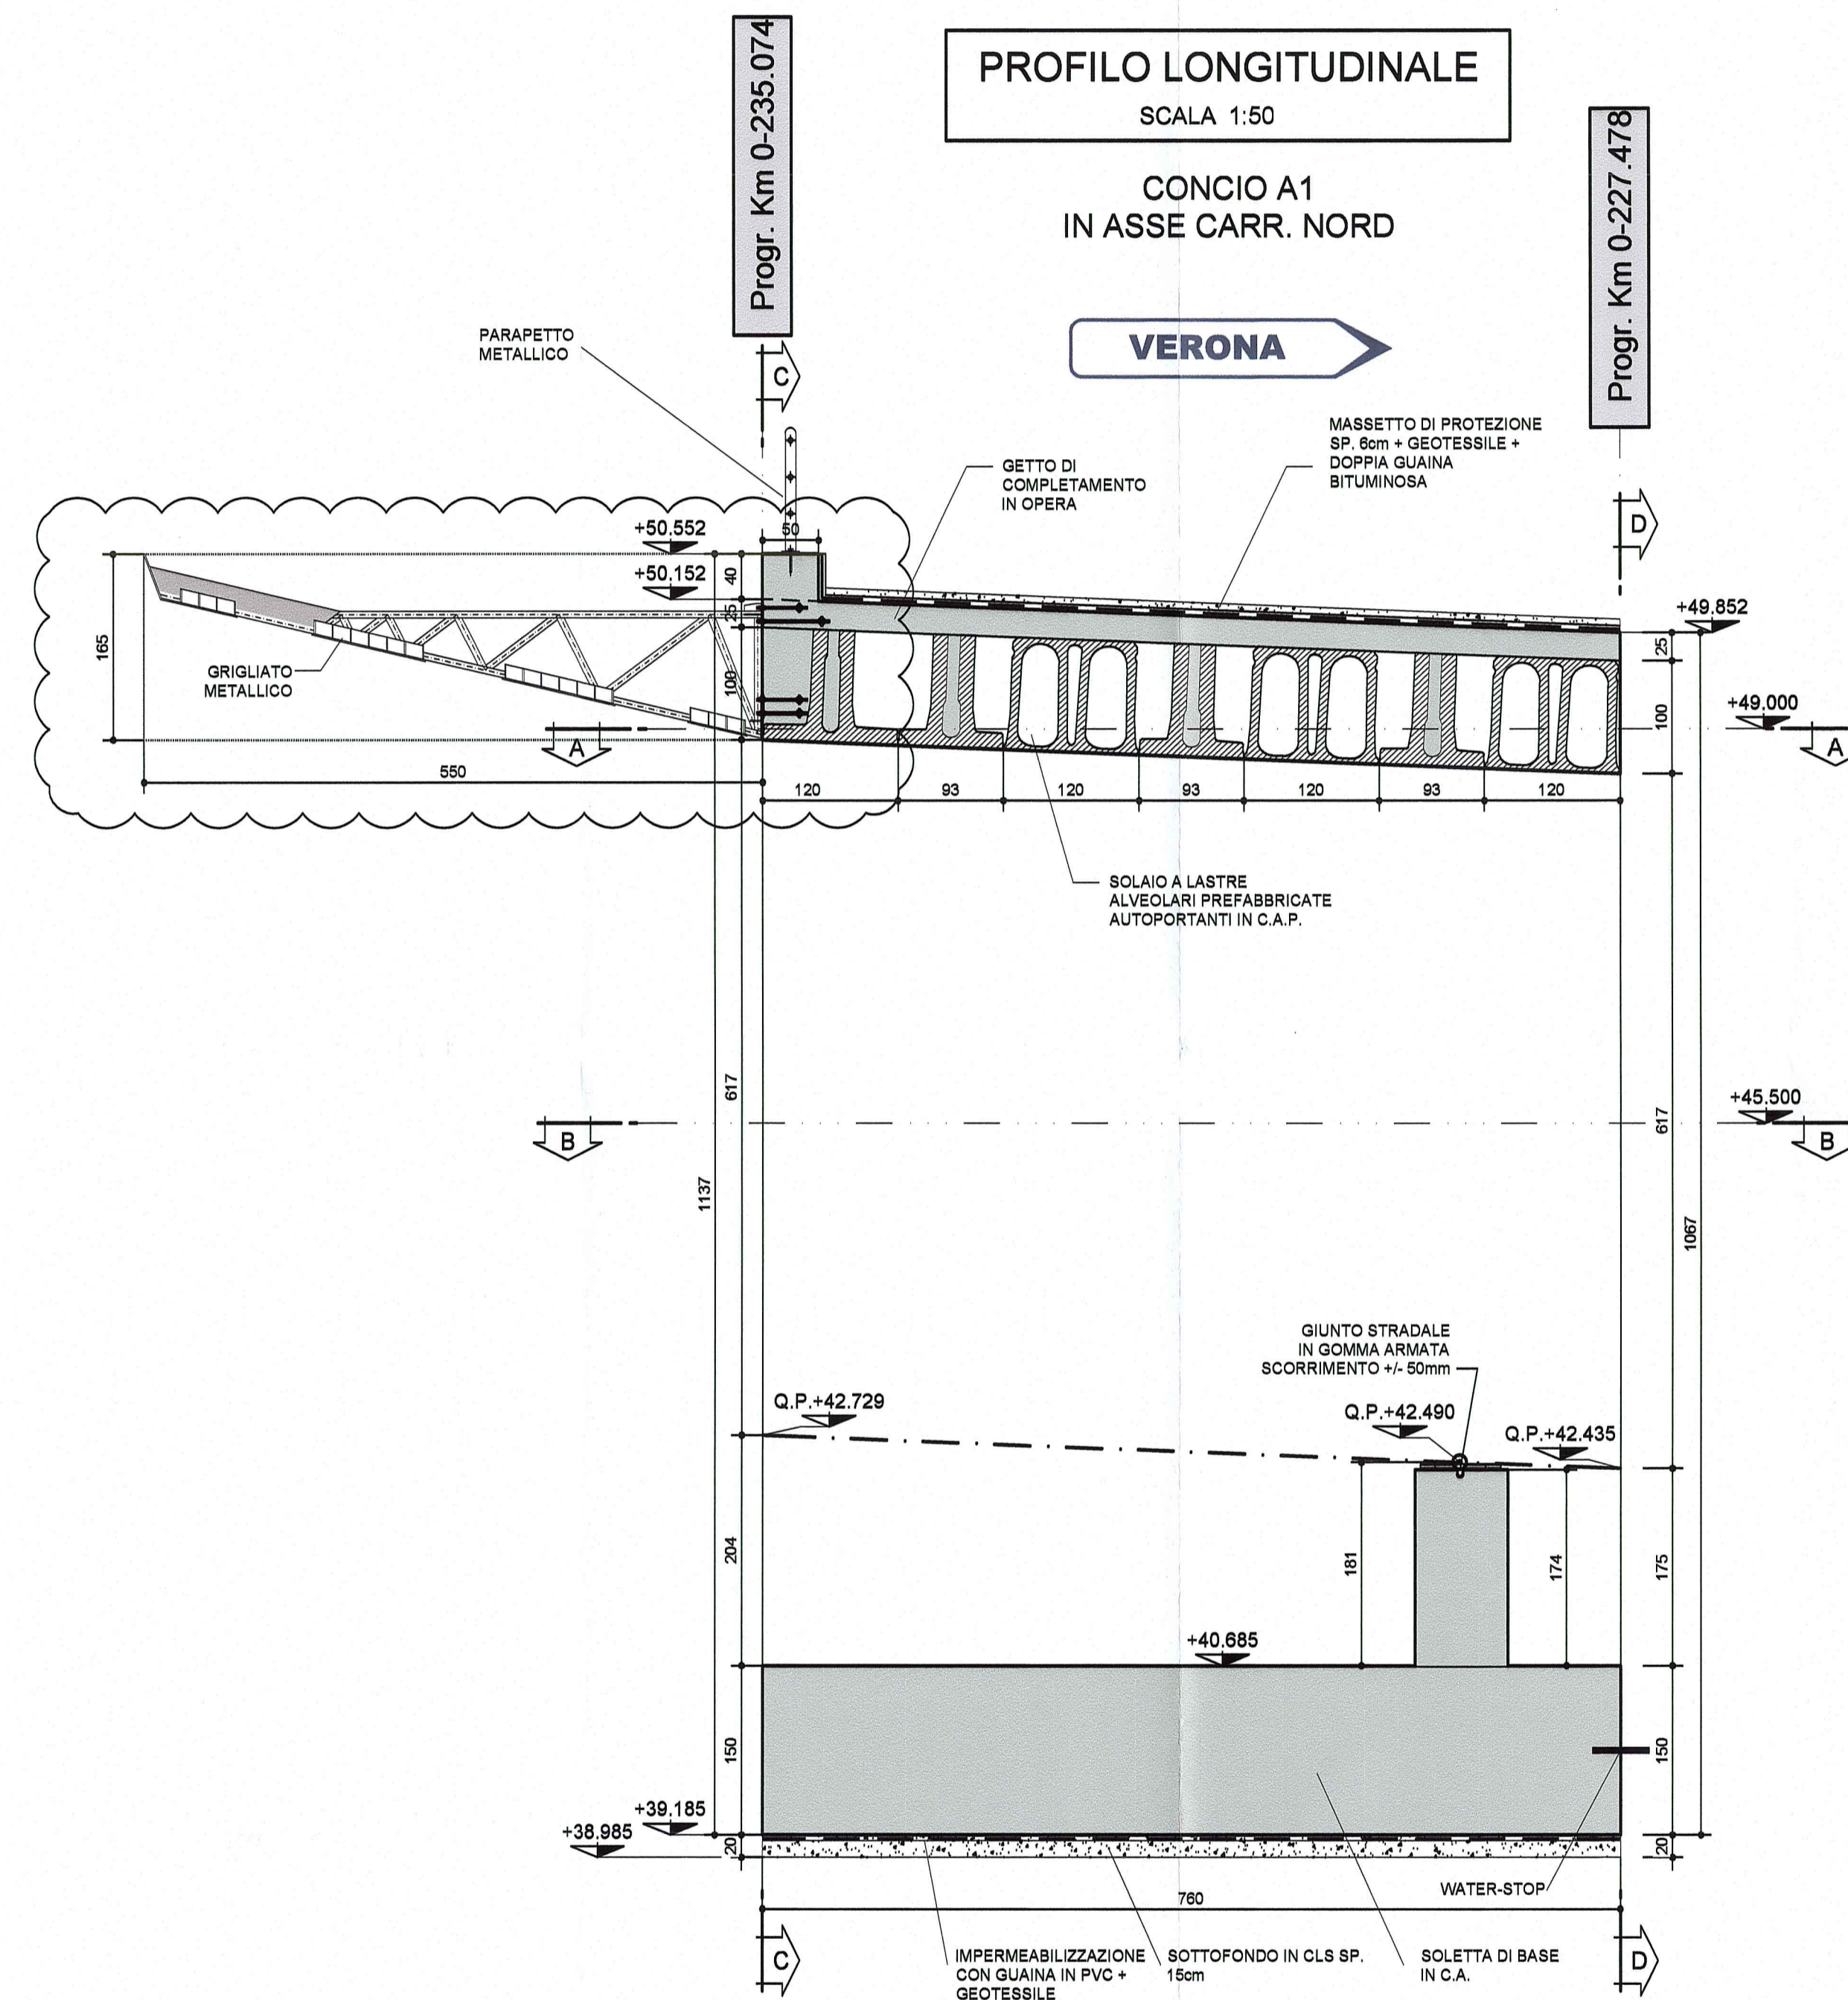 PROFILO LONGITUDINALE
SCALA 1:50
CONCIO A1
IN ASSE CARR. NORD
VERONA
Progr. Km 0-235.074
Progr. Km 0-227.478
C
D
PARAPETTO
METALLICO
GETTO DI
COMPLETAMENTO
IN OPERA
MASSETTO DI PROTEZIONE
SP. 6cm + GEOTESSILE +
DOPPIA GUAINA
BITUMINOSA
+50.552
50
+50.152
40
25
100
165
GRIGLIATO
METALLICO
A
550
+49.852
25
+49.000
100
A
120
93
120
93
120
93
120
SOLAIO A LASTRE
ALVEOLARI PREFABBRICATE
AUTOPORTANTI IN C.A.P.
617
617
+45.500
B
B
1137
1067
GIUNTO STRADALE
IN GOMMA ARMATA
SCORRIMENTO +/- 50mm
Q.P.+42.729
Q.P.+42.490
Q.P.+42.435
204
181
174
175
+40.685
150
150
+39.185
+38.985
20
20
WATER-STOP
760
C
IMPERMEABILIZZAZIONE
CON GUAINA IN PVC +
GEOTESSILE
SOTTOFONDO IN CLS SP.
15cm
SOLETTA DI BASE
IN C.A.
D